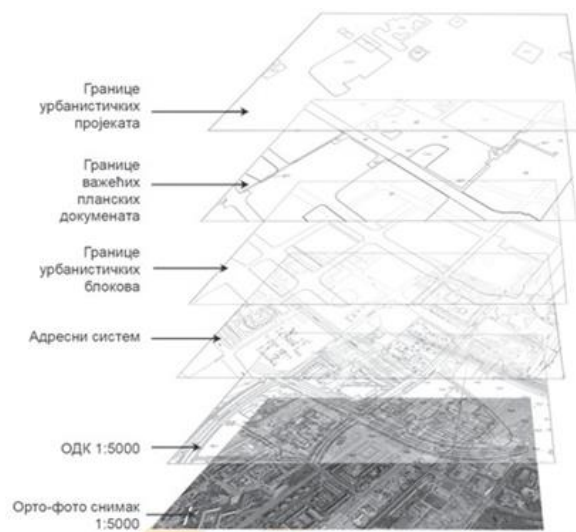 Границе
урбанистичких
пројеката
Границе
важећих
планских
докумената
Границе
урбанистичких
блокова
Адресни систем
ОДК 1:5000
Орто-фото снимак
1:5000